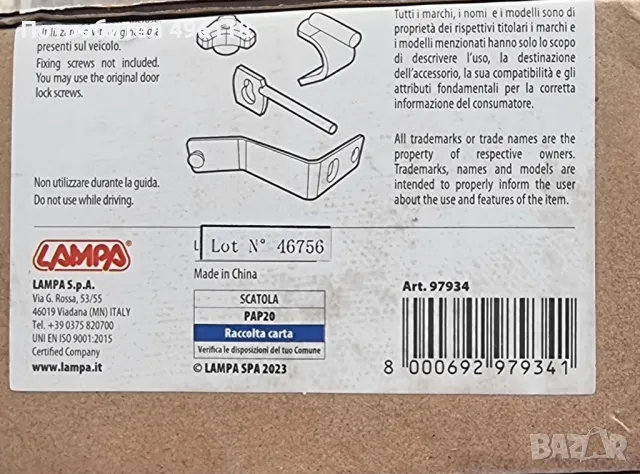 presenti sul veicolo.
Fixing screws not included.
You may use the original door
lock screws.
Non utilizzare durante la guida.
Do not use while driving.
Tutti i marchi, i nomi e i modelli sono di
proprietà dei rispettivi titolari i marchi e
i modelli menzionati hanno solo lo scopo
di descrivere l'uso, la destinazione
dell'accessorio, la sua compatibilità e gli
attributi fondamentali per la corretta
informazione del consumatore.
All trademarks or trade names are the
property of respective owners.
Trademarks, names and models are
intended to properly inform the user
about the use and features of the item.
LAMPA
LAMPA S.p.A.
Via G. Rossa, 53/55
46019 Viadana (MN) ITALY
Tel. +39 0375 820700
UNI EN ISO 9001:2015
Certified Company
www.lampa.it
L Lot N° 46756
Made in China
SCATOLA
PAP20
Raccolta carta
Verifica le disposizioni del tuo Comune
© LAMPA SPA 2023
Art. 97934
8 000692 979341
bazar